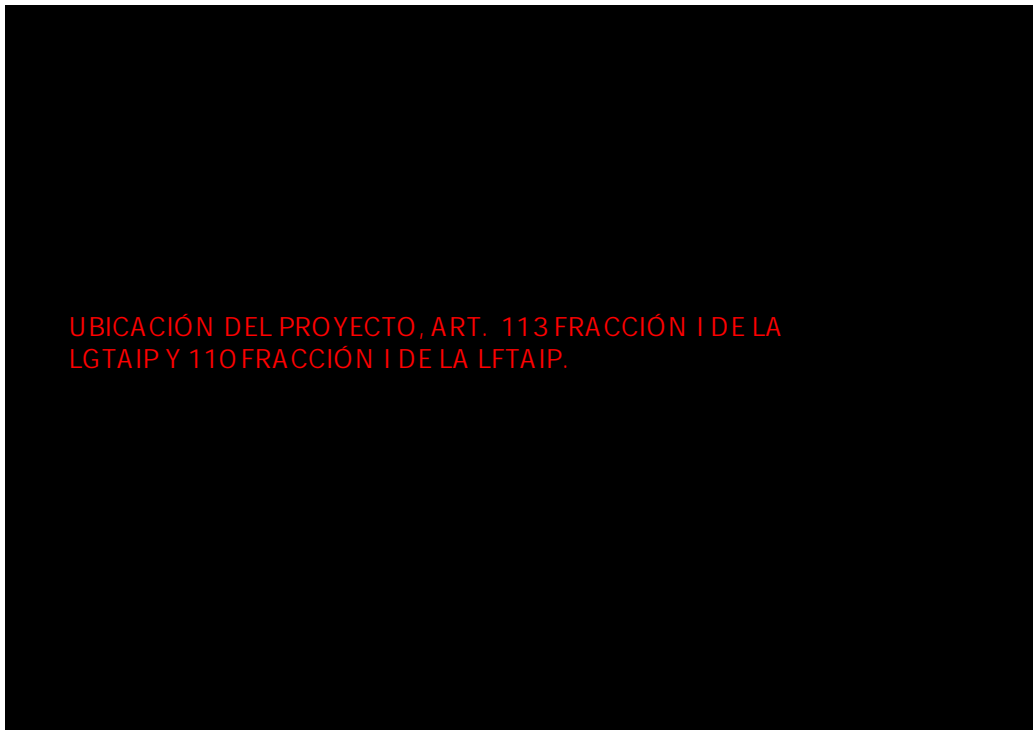 UBICACIÓN DEL PROYECTO, ART. 113 FRACCIÓN I DE LA
LGTAIP Y 110 FRACCIÓN I DE LA LFTAIP.